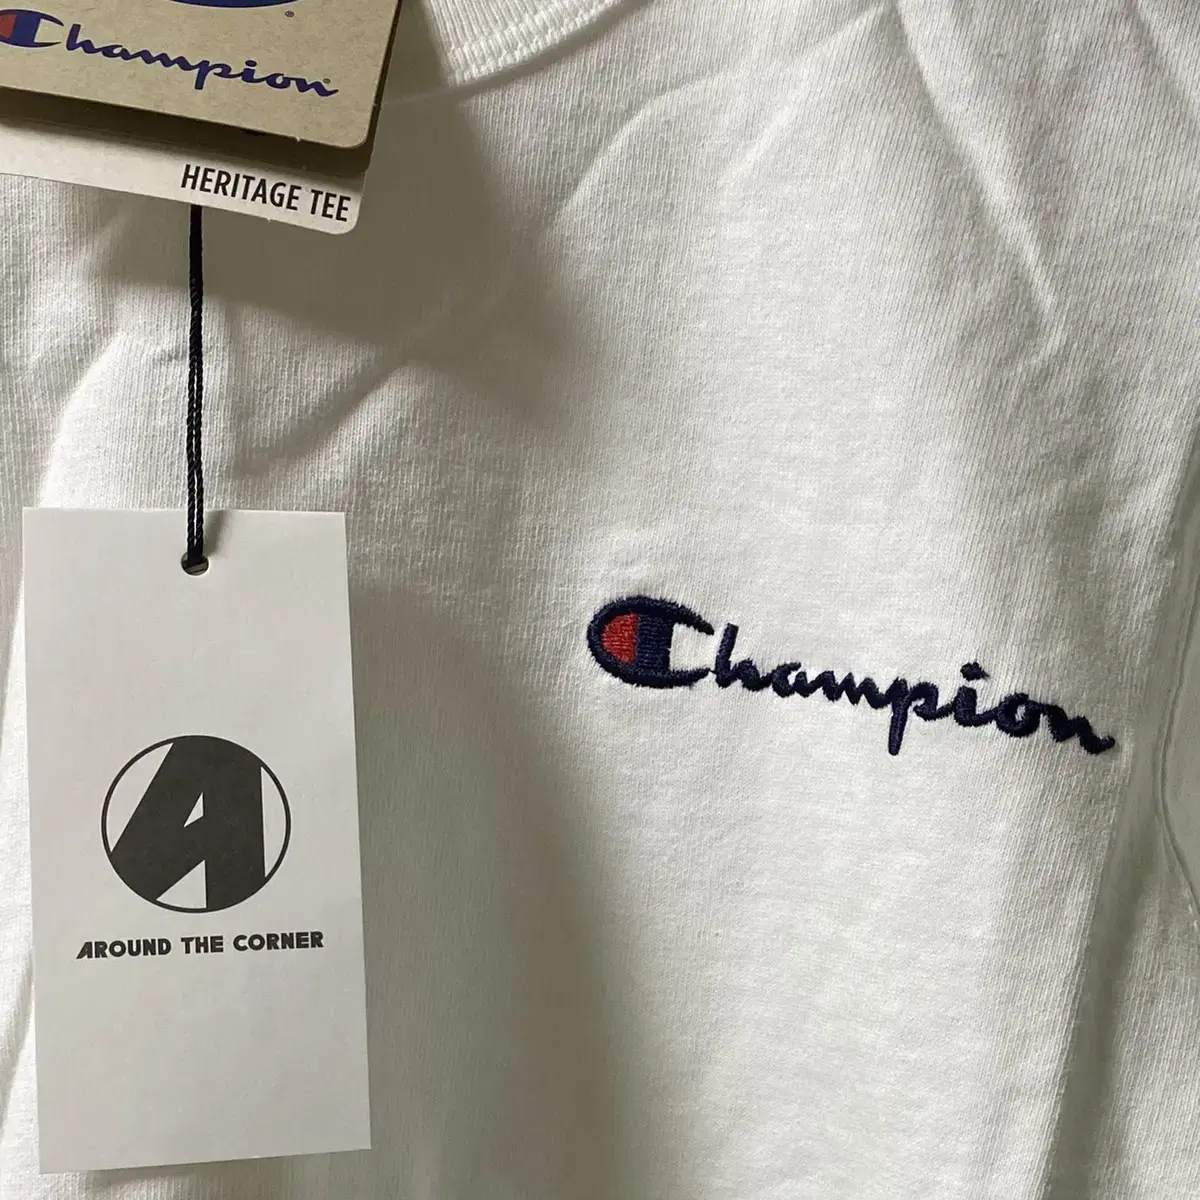 Champion
HERITAGE TEE
Champion
AROUND THE CORNER